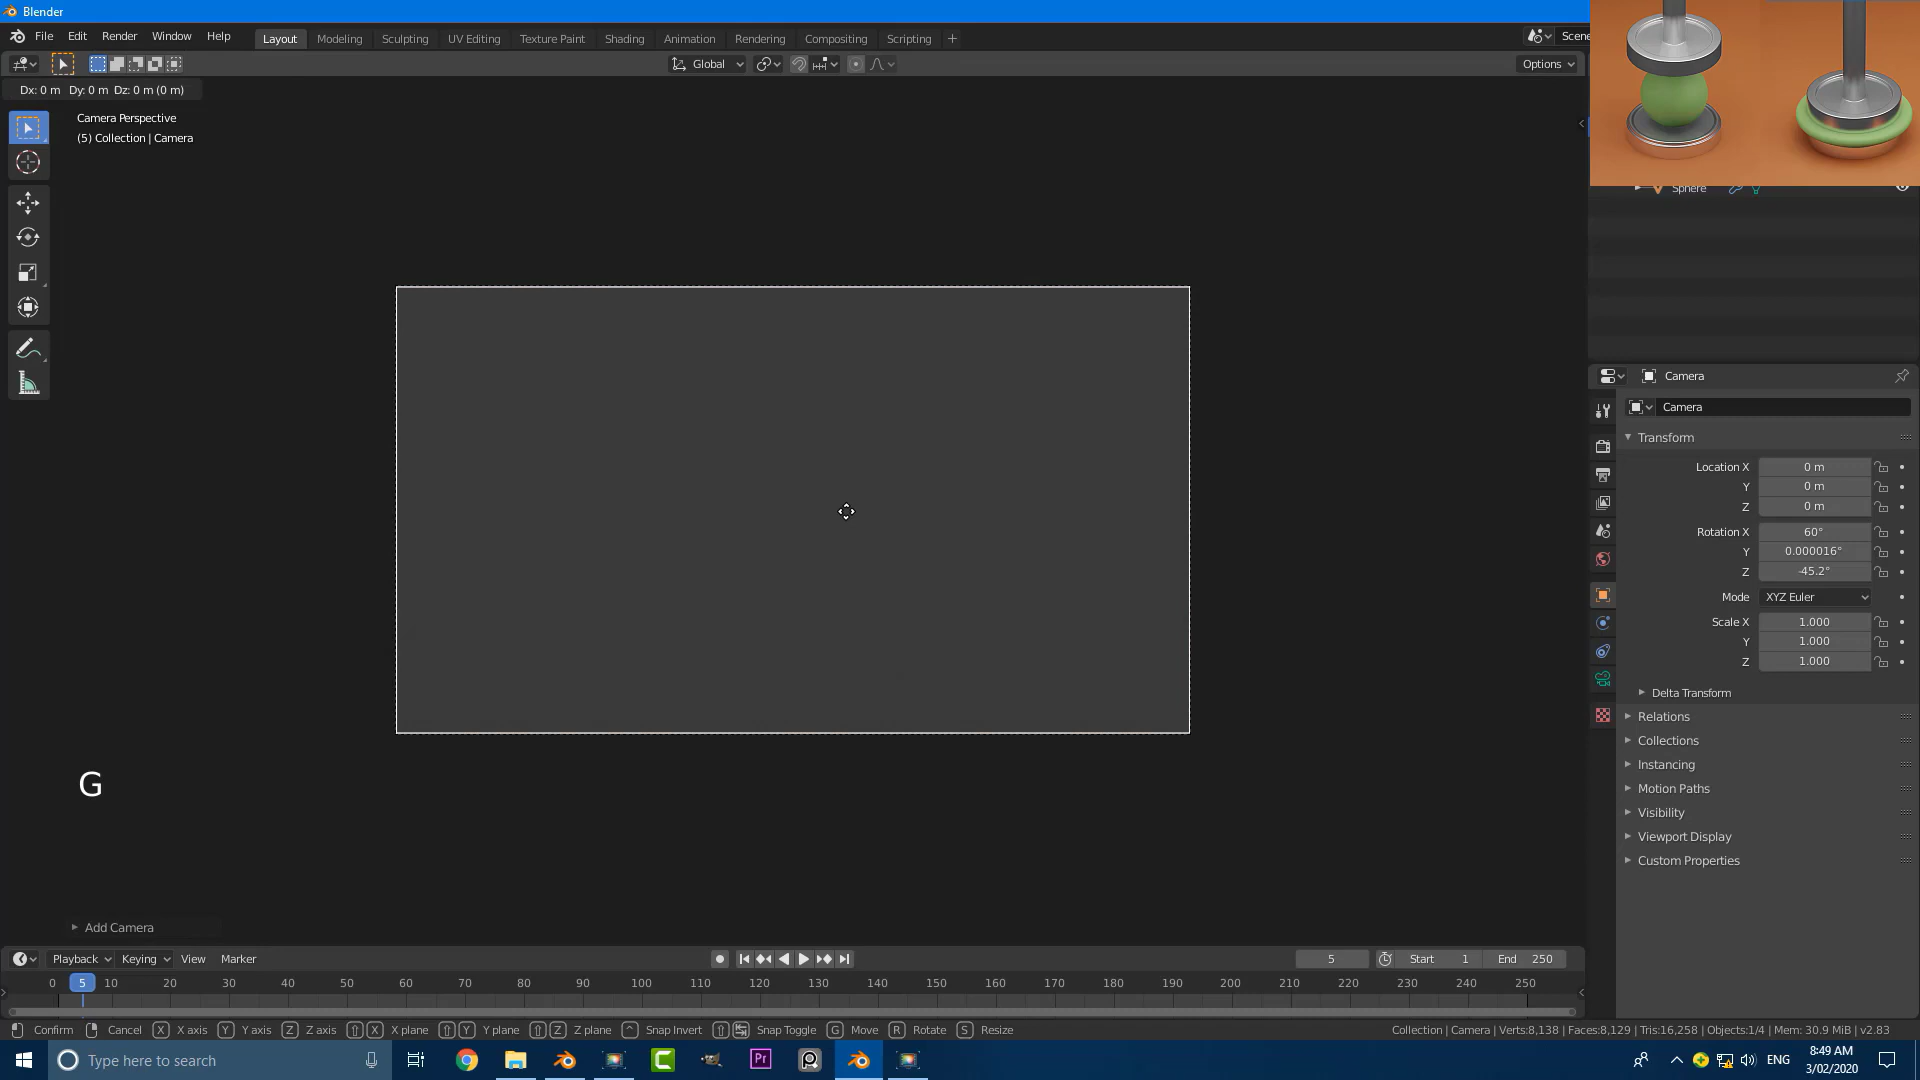 Blender
File Edit Render Window Help Layout Modeling Sculpting UV Editing Texture Paint Shading Animation Rendering Compositing Scripting + Scene
Global Options
Dx: 0 m Dy: 0 m Dz: 0 m (0 m)
Camera Perspective
(5) Collection | Camera
Sphere
Camera
Camera
Transform
Location X 0 m
Y 0 m
Z 0 m
Rotation X 60°
Y 0.000016°
Z -45.2°
Mode XYZ Euler
Scale X 1.000
Y 1.000
Z 1.000
Delta Transform
Relations
Collections
Instancing
Motion Paths
Visibility
Viewport Display
Custom Properties
G
Add Camera
Playback Keying View Marker 5 Start 1 End 250
0 5 10 20 30 40 50 60 70 80 90 100 110 120 130 140 150 160 170 180 190 200 210 220 230 240 250
Confirm Cancel X X axis Y Y axis Z Z axis X X plane Y Y plane Z Z plane ^ Snap Invert Snap Toggle G Move R Rotate S Resize Collection | Camera | Verts:8,138 | Faces:8,129 | Tris:16,258 | Objects:1/4 | Mem: 30.9 MiB | v2.83
Type here to search Pr ENG 8:49 AM
3/02/2020